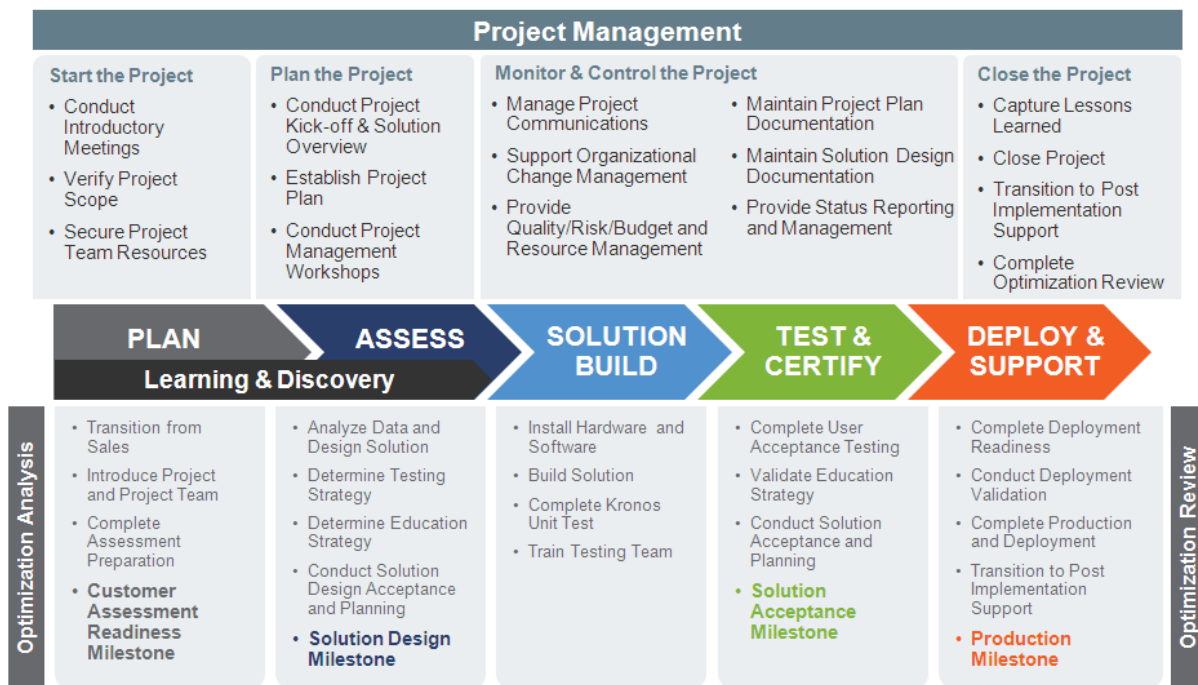 Project Management
Start the Project
• Conduct
Introductory
Meetings
• Verify Project
Scope
• Secure Project
Team Resources
Plan the Project
• Conduct Project
Kick-off & Solution
Overview
• Establish Project
Plan
• Conduct Project
Management
Workshops
Monitor & Control the Project
• Manage Project
Communications
• Support Organizational
Change Management
• Provide
Quality/Risk/Budget and
Resource Management
• Maintain Project Plan
Documentation
• Maintain Solution Design
Documentation
• Provide Status Reporting
and Management
Close the Project
• Capture Lessons
Learned
• Close Project
• Transition to Post
Implementation
Support
• Complete
Optimization Review
PLAN
ASSESS
Learning & Discovery
SOLUTION
BUILD
TEST &
CERTIFY
DEPLOY &
SUPPORT
Optimization Analysis
• Transition from
Sales
• Introduce Project
and Project Team
• Complete
Assessment
Preparation
• Customer
Assessment
Readiness
Milestone
• Analyze Data and
Design Solution
• Determine Testing
Strategy
• Determine Education
Strategy
• Conduct Solution
Design Acceptance
and Planning
• Solution Design
Milestone
• Install Hardware and
Software
• Build Solution
• Complete Kronos
Unit Test
• Train Testing Team
• Complete User
Acceptance Testing
• Validate Education
Strategy
• Conduct Solution
Acceptance and
Planning
• Solution
Acceptance
Milestone
• Complete Deployment
Readiness
• Conduct Deployment
Validation
• Complete Production
and Deployment
• Transition to Post
Implementation
Support
• Production
Milestone
Optimization Review